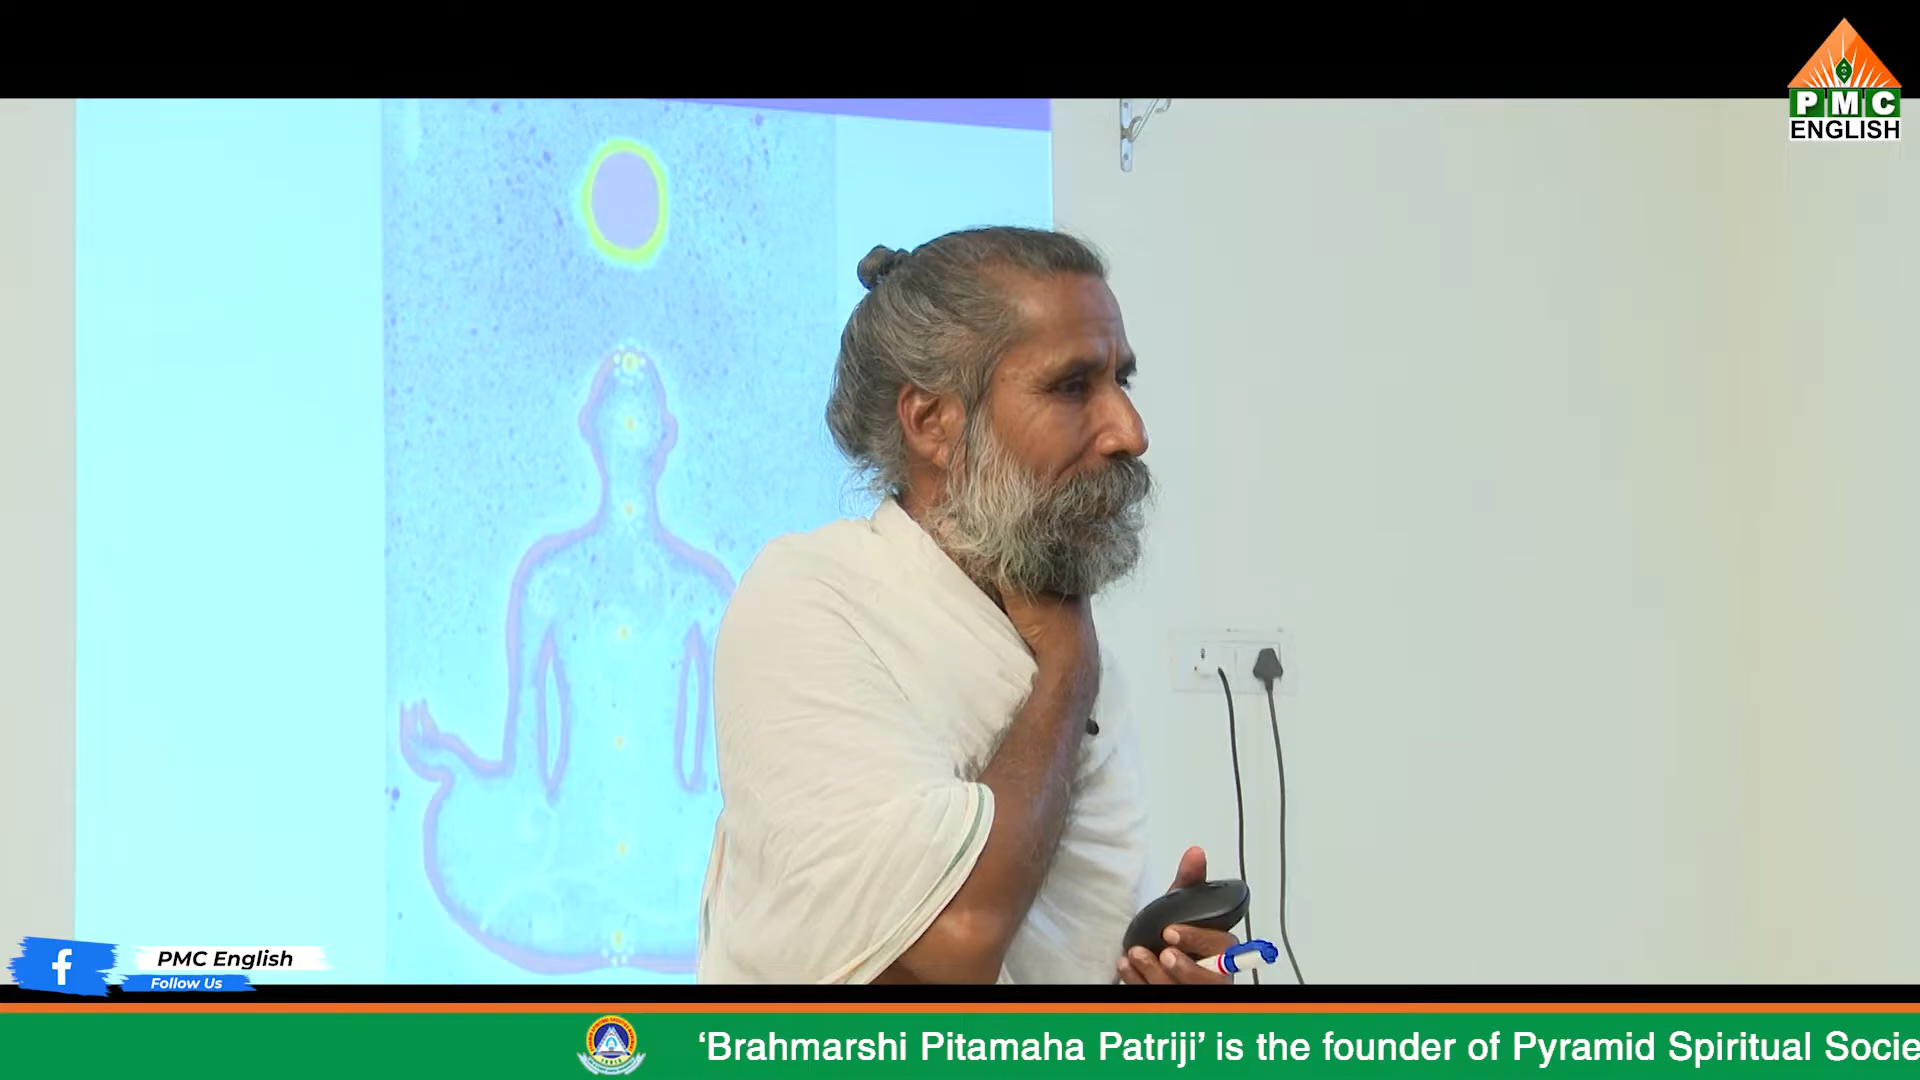 PMC
ENGLISH
PMC English
Follow Us
‘Brahmarshi Pitamaha Patriji’ is the founder of Pyramid Spiritual Socie